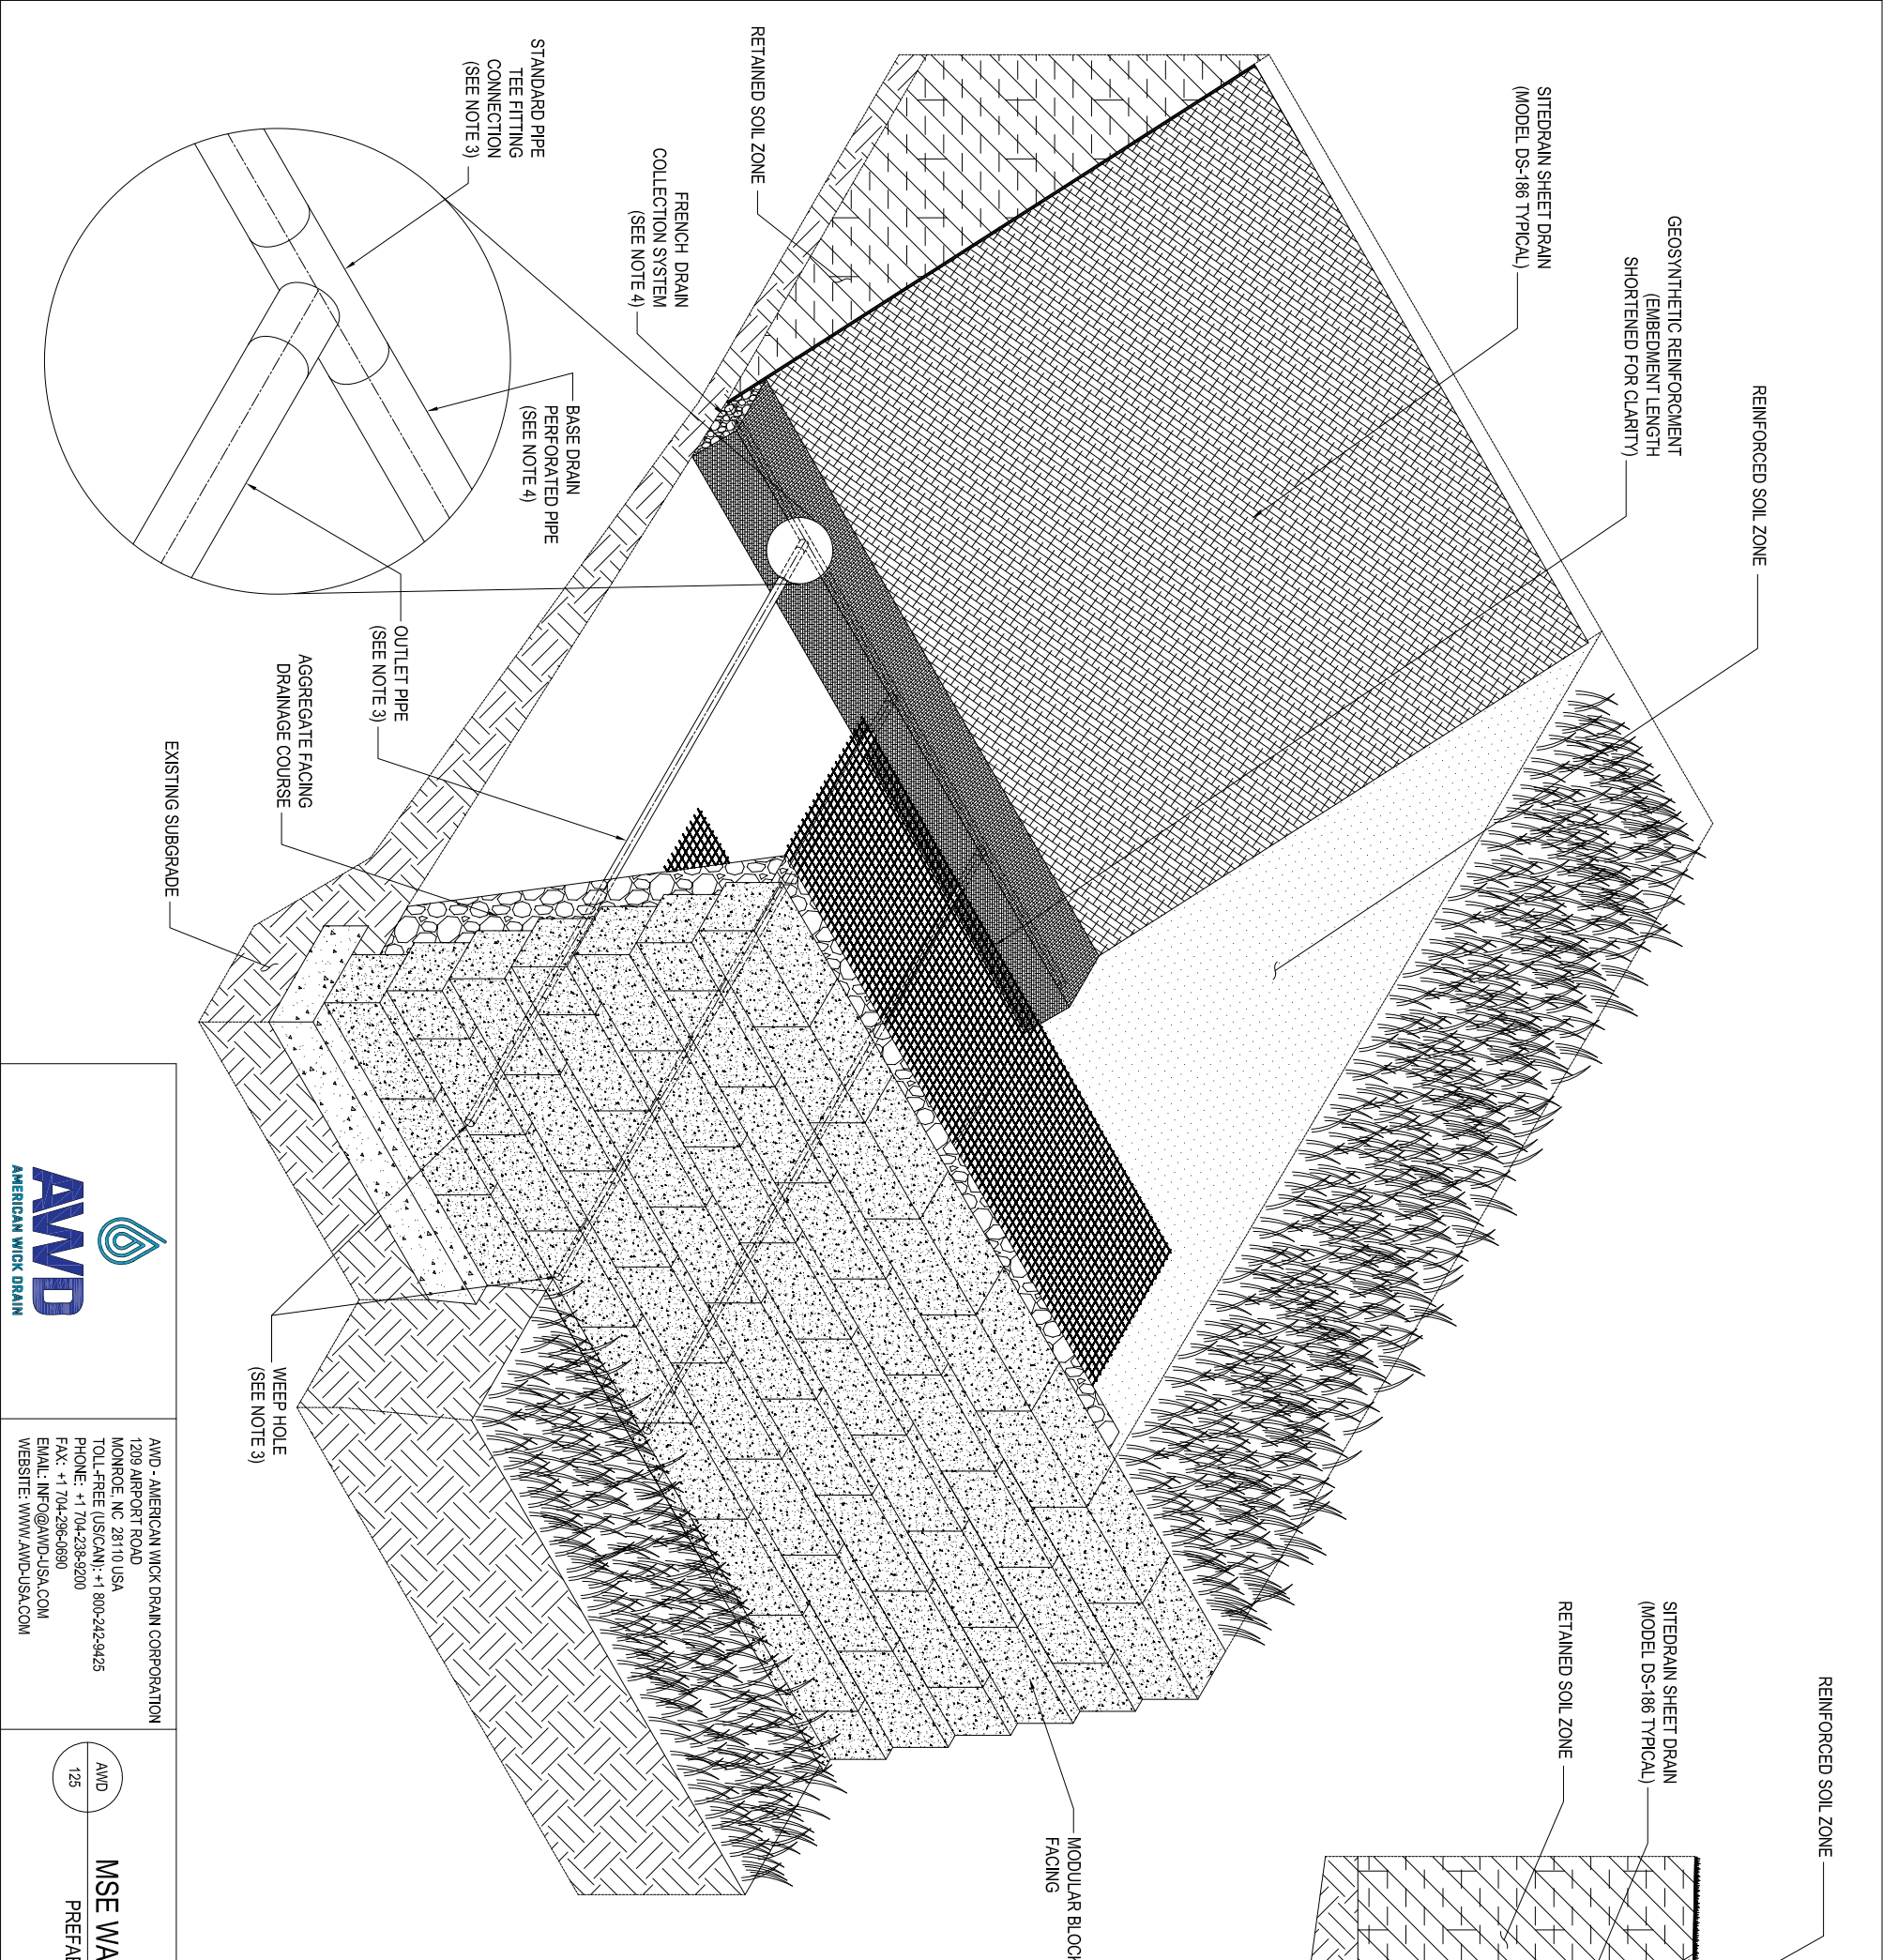 REINFORCED SOIL ZONE
GEOSYNTHETIC REINFORCMENT
(EMBEDMENT LENGTH
SHORTENED FOR CLARITY)
SITEDRAIN SHEET DRAIN
(MODEL DS-186 TYPICAL)
RETAINED SOIL ZONE
FRENCH DRAIN
COLLECTION SYSTEM
(SEE NOTE 4)
STANDARD PIPE
TEE FITTING
CONNECTION
(SEE NOTE 3)
BASE DRAIN
PERFORATED PIPE
(SEE NOTE 4)
OUTLET PIPE
(SEE NOTE 3)
AGGREGATE FACING
DRAINAGE COURSE
EXISTING SUBGRADE
WEEP HOLE
(SEE NOTE 3)
MODULAR BLOCK
FACING
REINFORCED SOIL ZONE
SITEDRAIN SHEET DRAIN
(MODEL DS-186 TYPICAL)
RETAINED SOIL ZONE
AWD
AMERICAN WICK DRAIN
AWD - AMERICAN WICK DRAIN CORPORATION
1209 AIRPORT ROAD
MONROE, NC 28110 USA
TOLL-FREE (US/CAN): +1 800-242-9425
PHONE: +1 704-238-9200
FAX: +1 704-296-0690
EMAIL: INFO@AWD-USA.COM
WEBSITE: WWW.AWD-USA.COM
AWD
125
MSE WA
PREFAB